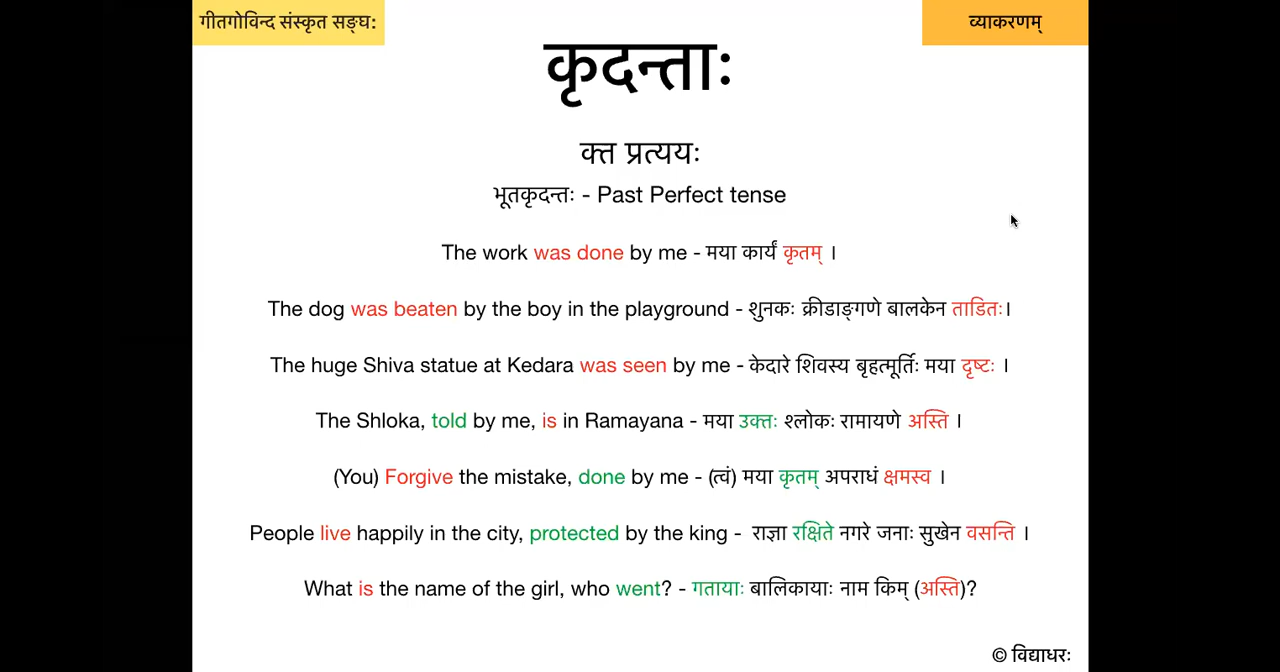 गीतगोविन्द संस्कृत सङ्घः
व्याकरणम्
कृदन्ताः
क्त प्रत्ययः
भूतकृदन्तः - Past Perfect tense
The work was done by me - मया कार्यं कृतम् ।
The dog was beaten by the boy in the playground - शुनकः क्रीडाङ्गणे बालकेन ताडितः।
The huge Shiva statue at Kedara was seen by me - केदारे शिवस्य बृहत्मूर्तिः मया दृष्टः ।
The Shloka, told by me, is in Ramayana - मया उक्तः श्लोकः रामायणे अस्ति ।
(You) Forgive the mistake, done by me - (त्वं) मया कृतम् अपराधं क्षमस्व ।
People live happily in the city, protected by the king - राज्ञा रक्षिते नगरे जनाः सुखेन वसन्ति ।
What is the name of the girl, who went? - गतायाः बालिकायाः नाम किम् (अस्ति)?
© विद्याधरः